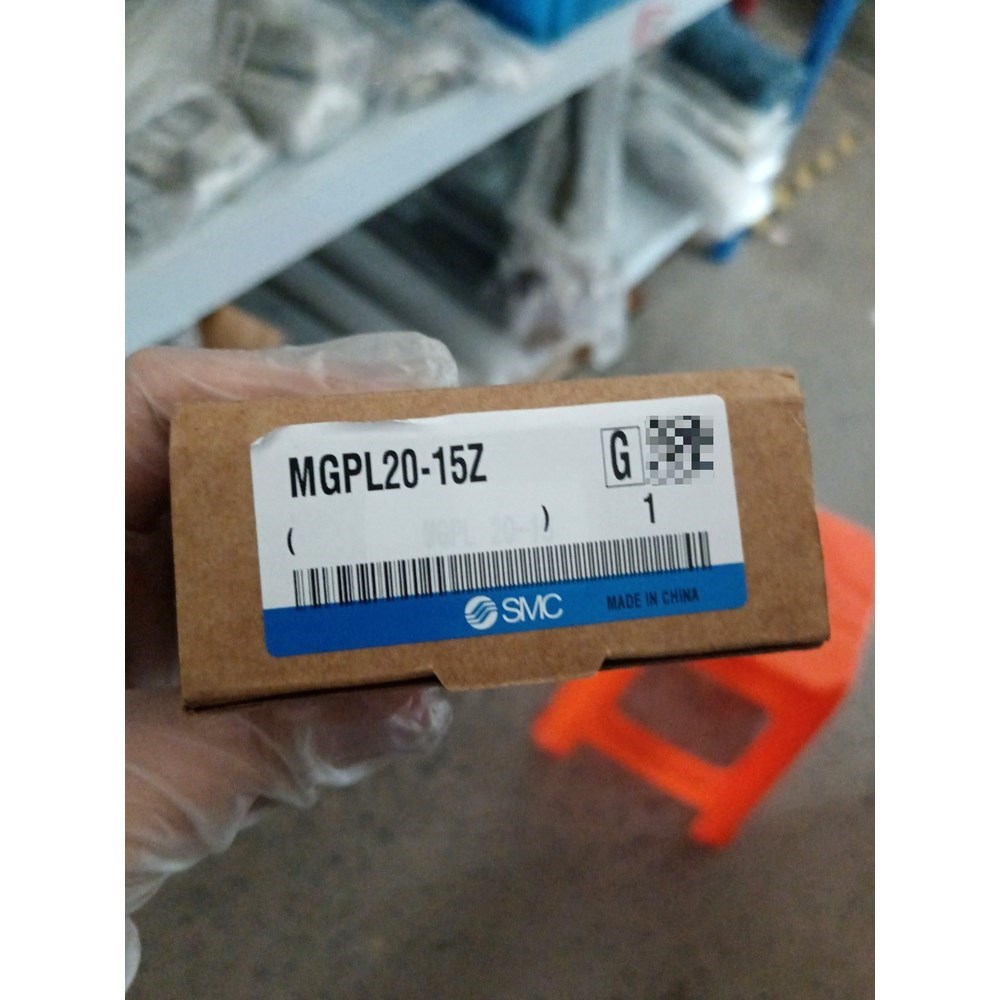 MGPL20-15Z
G
( )
1
SMC
MADE IN CHINA